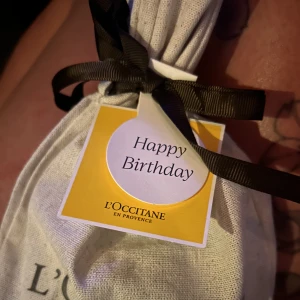 Happy
Birthday
L'OCCITANE
EN PROVENCE
L'O